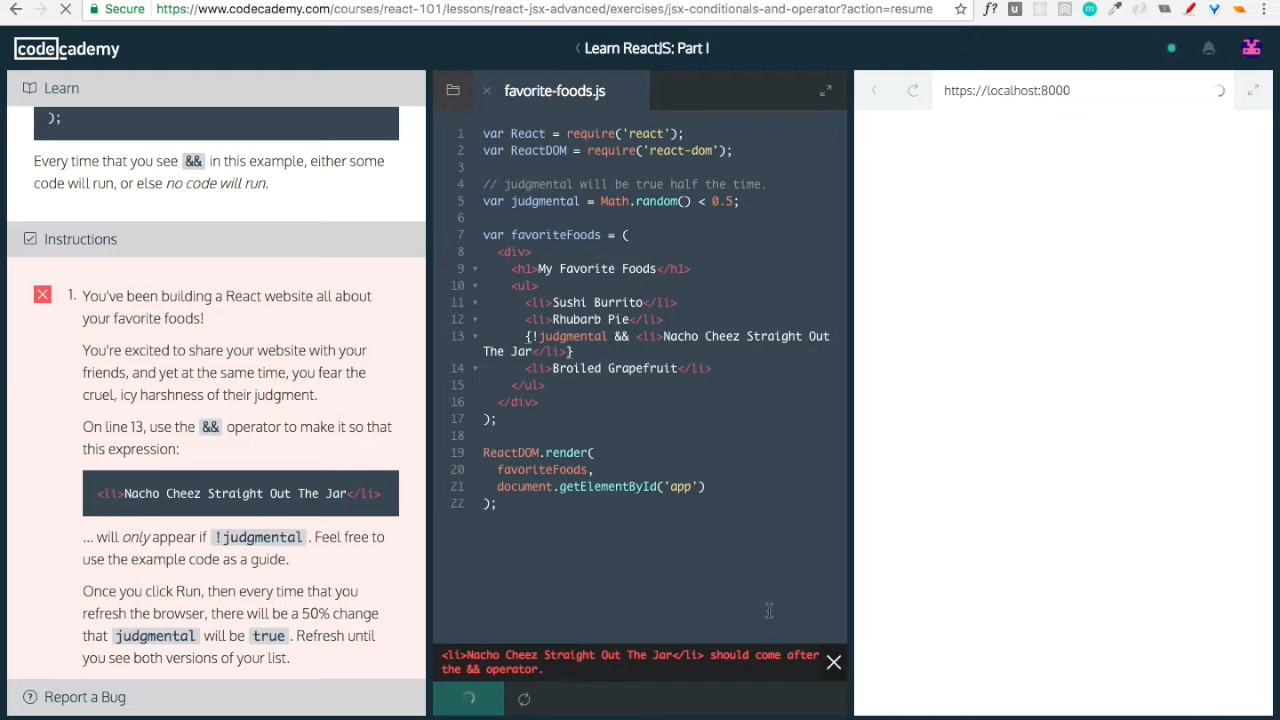 Secure
https://www.codecademy.com/courses/react-101/lessons/react-jsx-advanced/exercises/jsx-conditionals-and-operator?action=resume
codecademy
Learn ReactJS: Part I
Learn
);
Every time that you see && in this example, either some
code will run, or else no code will run.
Instructions
1. You've been building a React website all about
your favorite foods!
You're excited to share your website with your
friends, and yet at the same time, you fear the
cruel, icy harshness of their judgment.
On line 13, use the && operator to make it so that
this expression:
<li>Nacho Cheez Straight Out The Jar</li>
... will only appear if !judgmental. Feel free to
use the example code as a guide.
Once you click Run, then every time that you
refresh the browser, there will be a 50% change
that judgmental will be true. Refresh until
you see both versions of your list.
Report a Bug
favorite-foods.js
1 var React = require('react');
2 var ReactDOM = require('react-dom');
3
4 // judgmental will be true half the time.
5 var judgmental = Math.random() < 0.5;
6
7 var favoriteFoods = (
8 <div>
9 <h1>My Favorite Foods</h1>
10 <ul>
11 <li>Sushi Burrito</li>
12 <li>Rhubarb Pie</li>
13 {!judgmental && <li>Nacho Cheez Straight Out
The Jar</li>}
14 <li>Broiled Grapefruit</li>
15 </ul>
16 </div>
17 );
18
19 ReactDOM.render(
20 favoriteFoods,
21 document.getElementById('app')
22 );
<li>Nacho Cheez Straight Out The Jar</li> should come after
the && operator.
https://localhost:8000